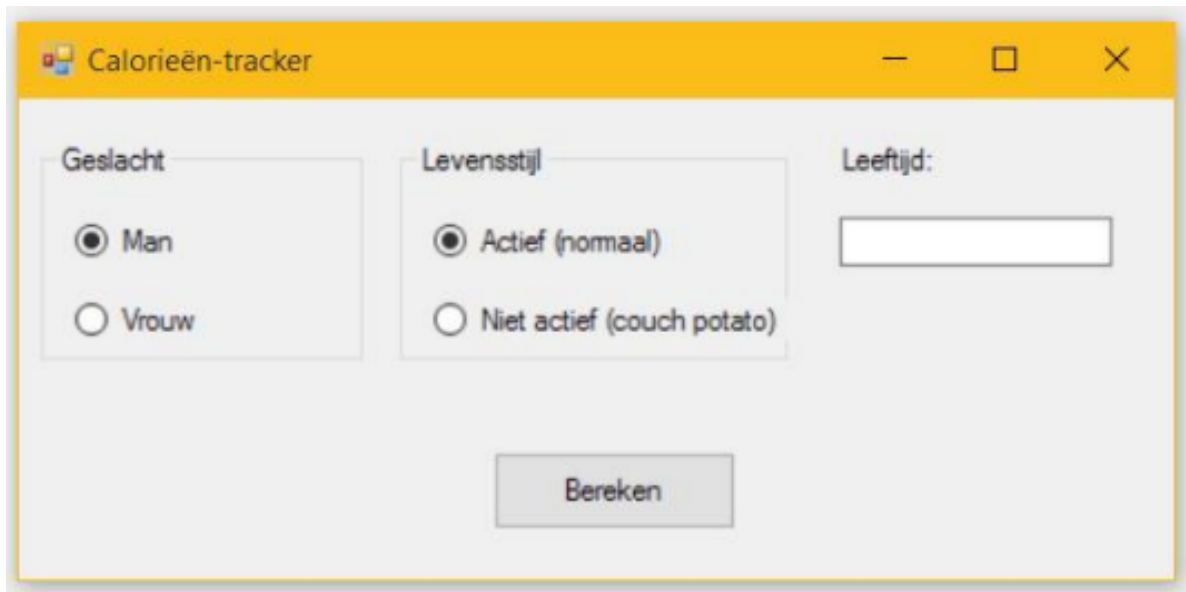 Calorieën-tracker
Geslacht
Man
Vrouw
Levensstijl
Actief (normaal)
Niet actief (couch potato)
Leeftijd:
Bereken